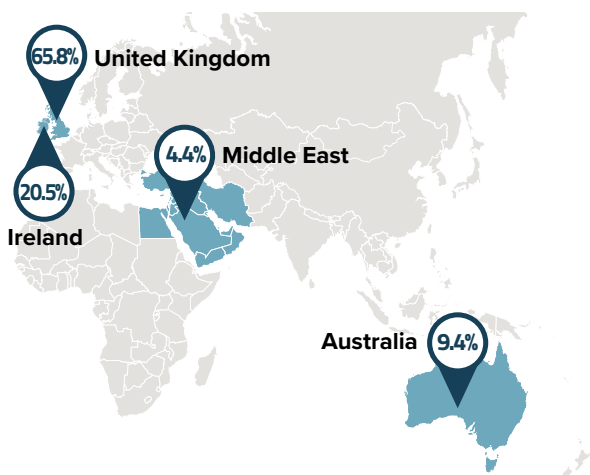 65.8%
United Kingdom
4.4%
Middle East
20.5%
Ireland
Australia
9.4%